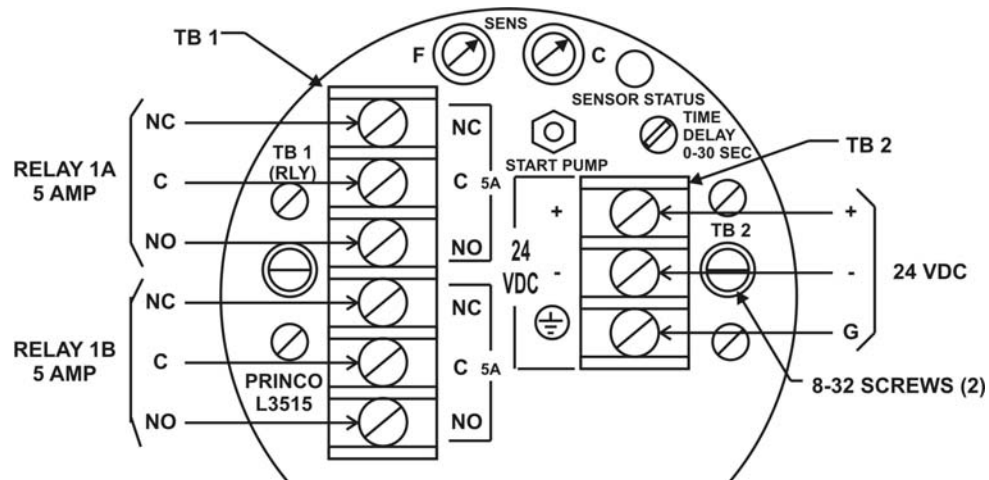 TB 1
SENS
F
C
SENSOR STATUS
TIME
DELAY
0-30 SEC
START PUMP
TB 2
RELAY 1A
5 AMP
NC
C
NO
TB 1
(RLY)
NC
C 5A
NO
RELAY 1B
5 AMP
NC
C
NO
PRINCO
L3515
NC
C 5A
NO
+
-
24
VDC
TB 2
+
-
G
24 VDC
8-32 SCREWS (2)